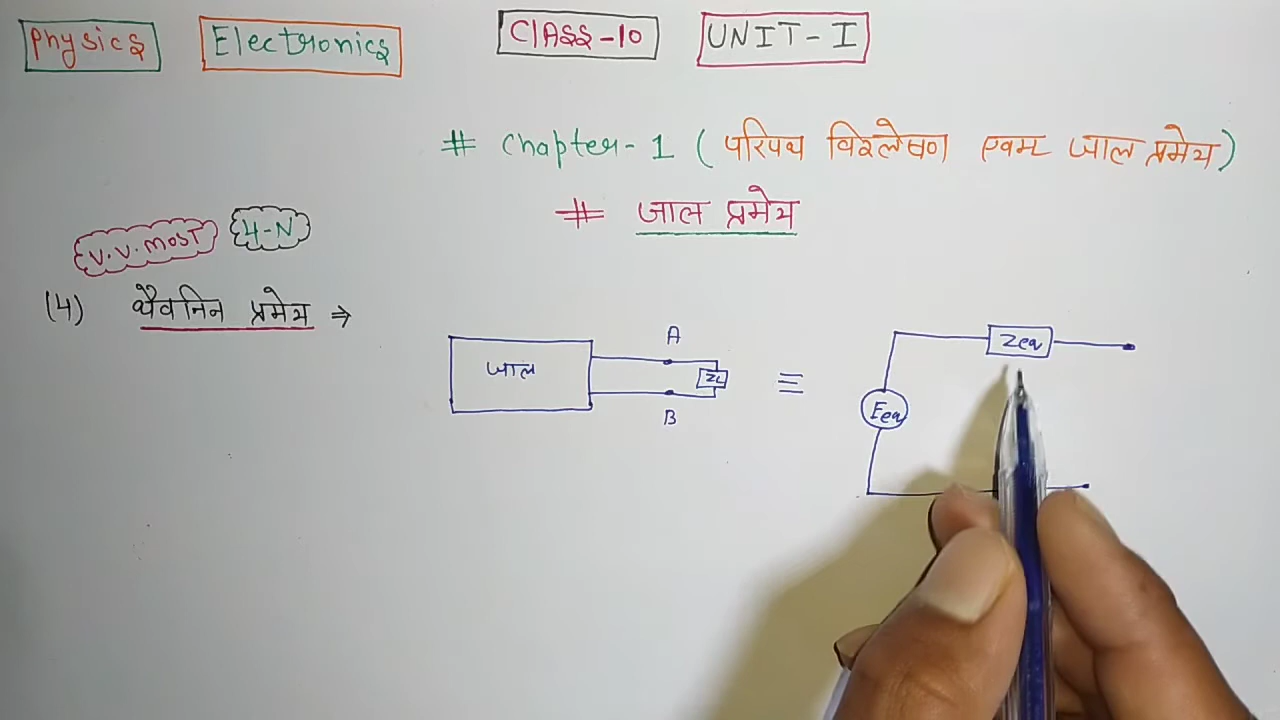 Physics Electronics CLASS-10 UNIT-I
# Chapter-1 (परिपथ विश्लेषण एवम जाल प्रमेय)
# जाल प्रमेय
V.V.MOST 4-N
(4) थैवनिन प्रमेय ⇒
A
जाल ZL ≡
B
Zeq
Eeq